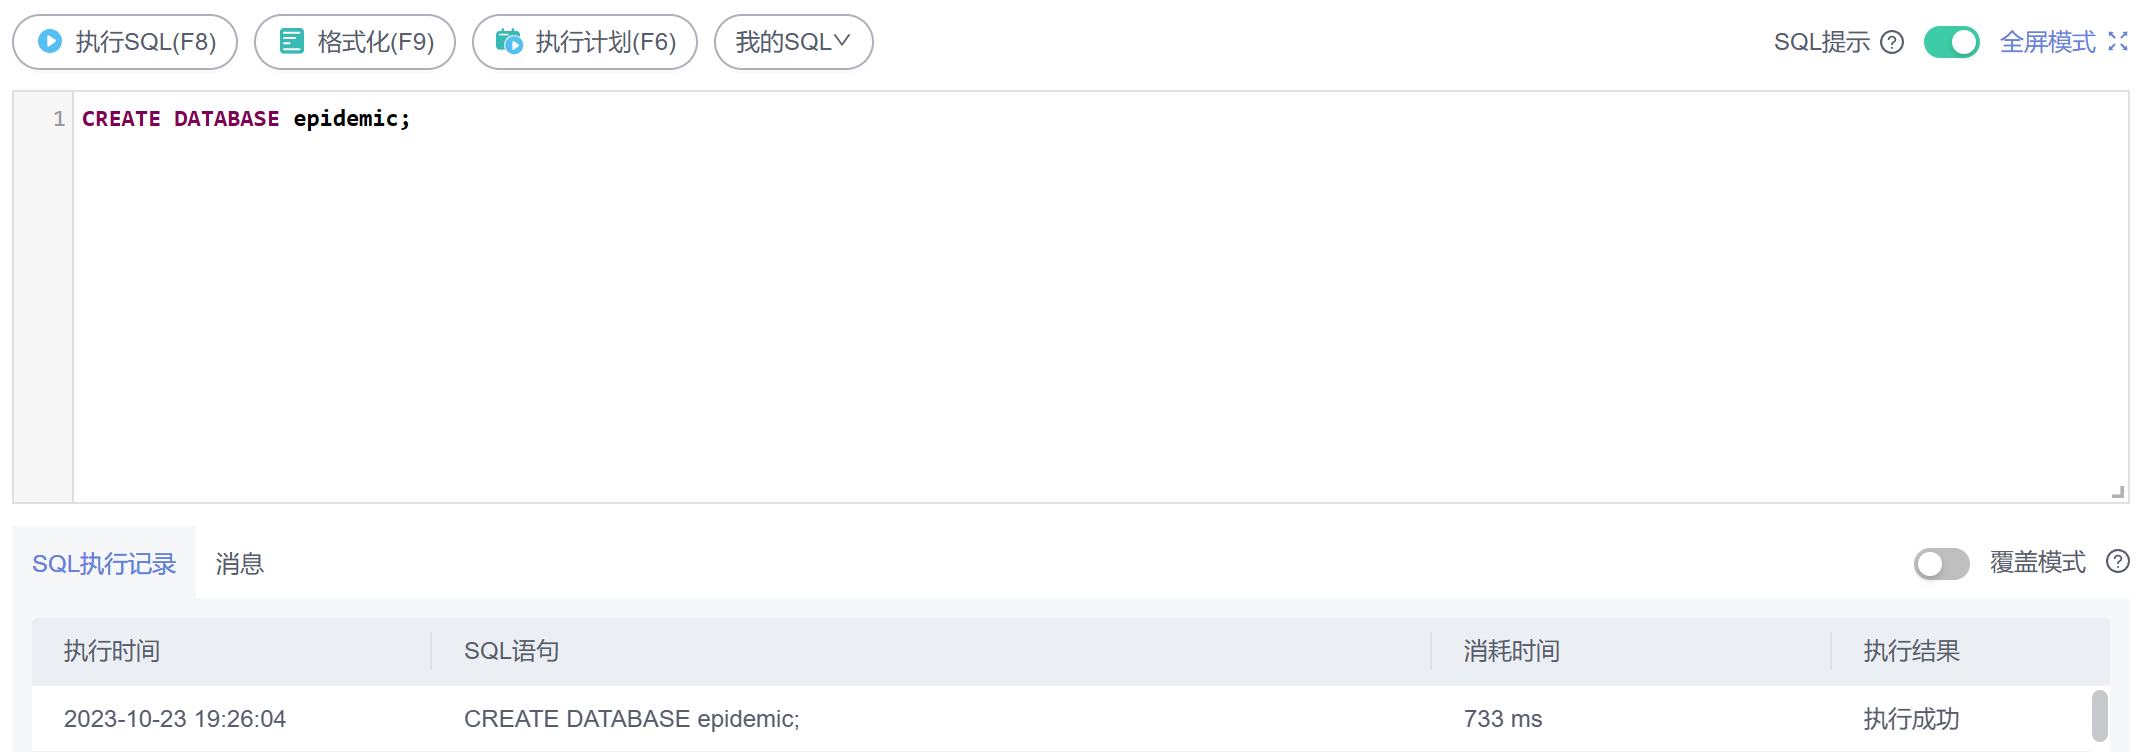 执行SQL(F8) 格式化(F9) 执行计划(F6) 我的SQL SQL提示 ? 全屏模式
1 CREATE DATABASE epidemic;
SQL执行记录 消息 覆盖模式 ?
执行时间 SQL语句 消耗时间 执行结果
2023-10-23 19:26:04 CREATE DATABASE epidemic; 733 ms 执行成功